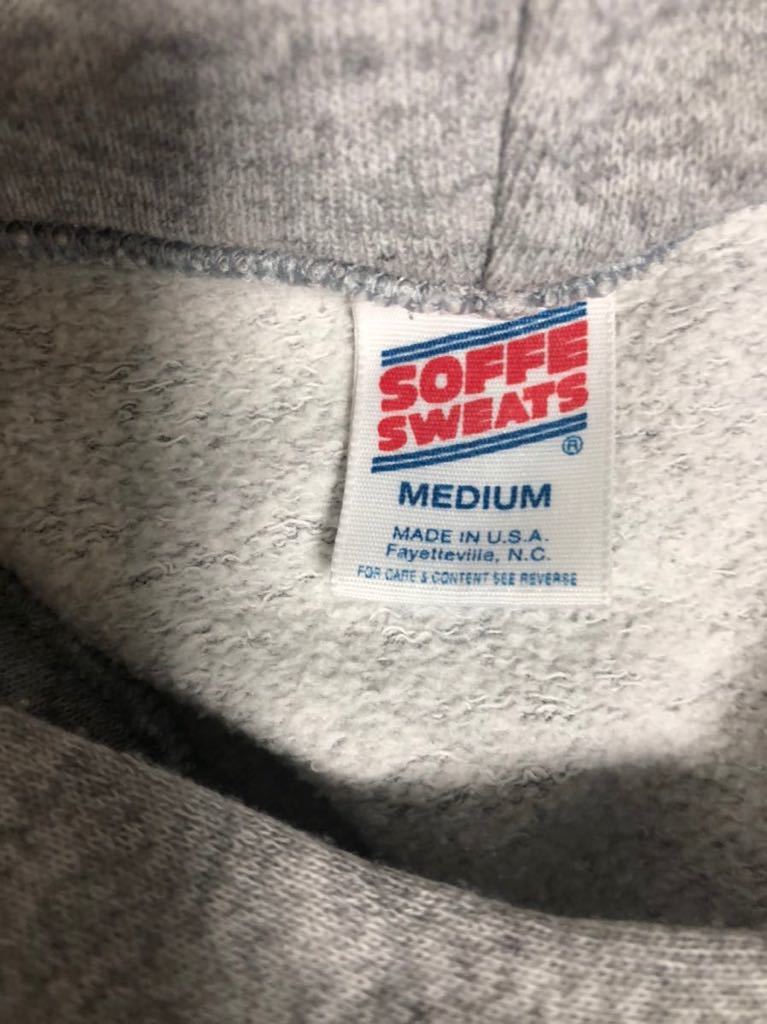 SOFFE
SWEATS
®
MEDIUM
MADE IN U.S.A.
Fayetteville, N.C.
FOR CARE & CONTENT SEE REVERSE